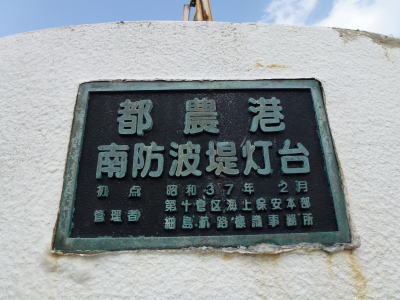 都農港
南防波堤灯台
初点 昭和37年2月
管理者 第十管区海上保安本部
細島航路標識事務所